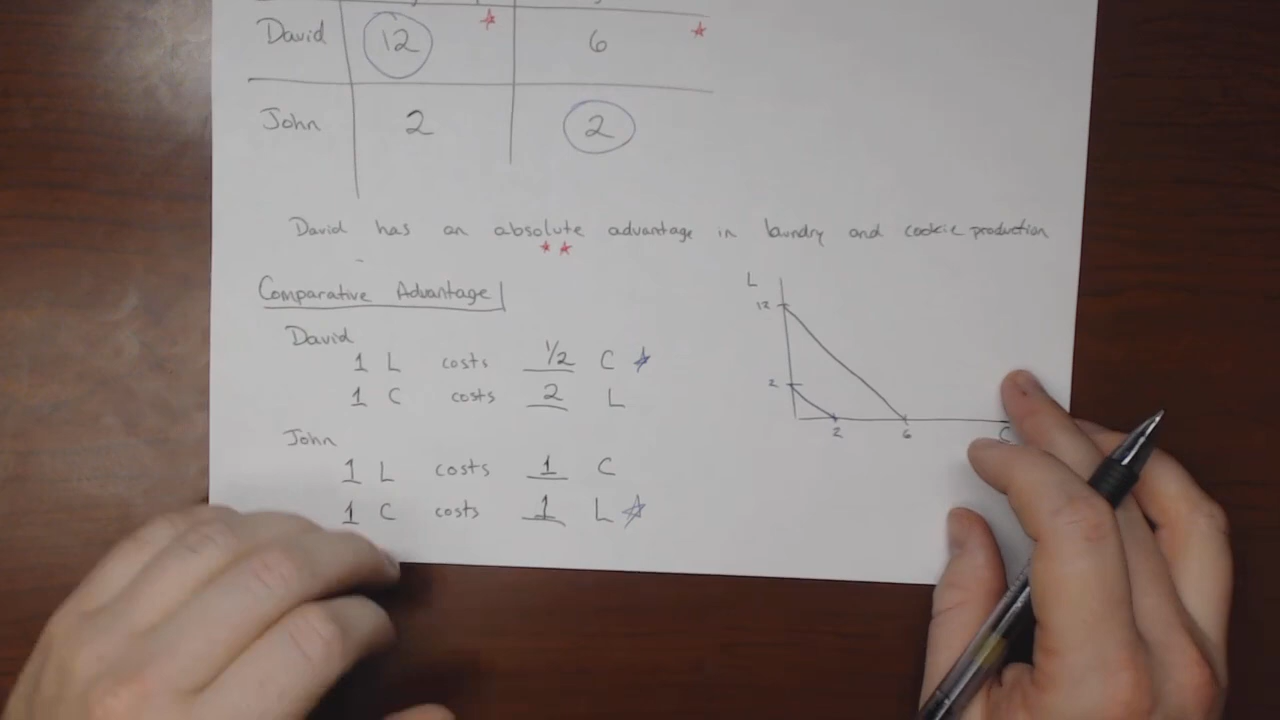 David 12 6
John 2 2
David has an absolute advantage in laundry and cookie production
Comparative Advantage
David
1 L costs 1/2 C
1 C costs 2 L
John
1 L costs 1 C
1 C costs 1 L
L
12
2
2 6 C